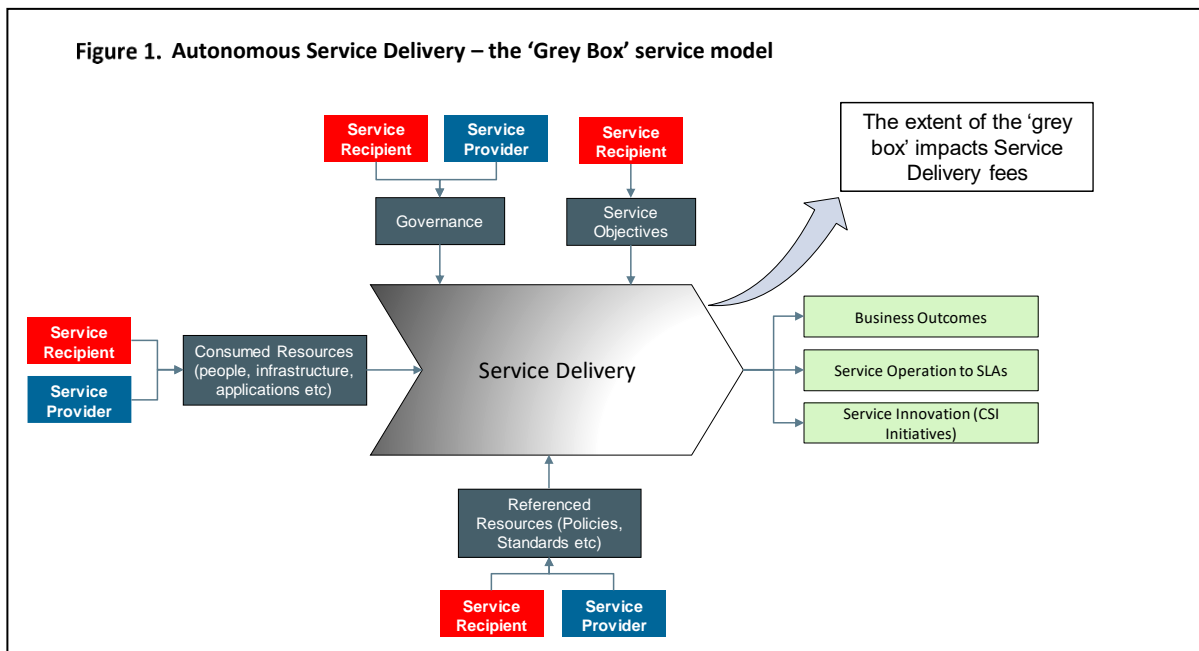 Figure 1. Autonomous Service Delivery – the ‘Grey Box’ service model
The extent of the ‘grey
box’ impacts Service
Delivery fees
Service
Recipient
Service
Provider
Service
Recipient
Governance
Service
Objectives
Service
Recipient
Service
Provider
Consumed Resources
(people, infrastructure,
applications etc)
Service Delivery
Business Outcomes
Service Operation to SLAs
Service Innovation (CSI
Initiatives)
Referenced
Resources (Policies,
Standards etc)
Service
Recipient
Service
Provider